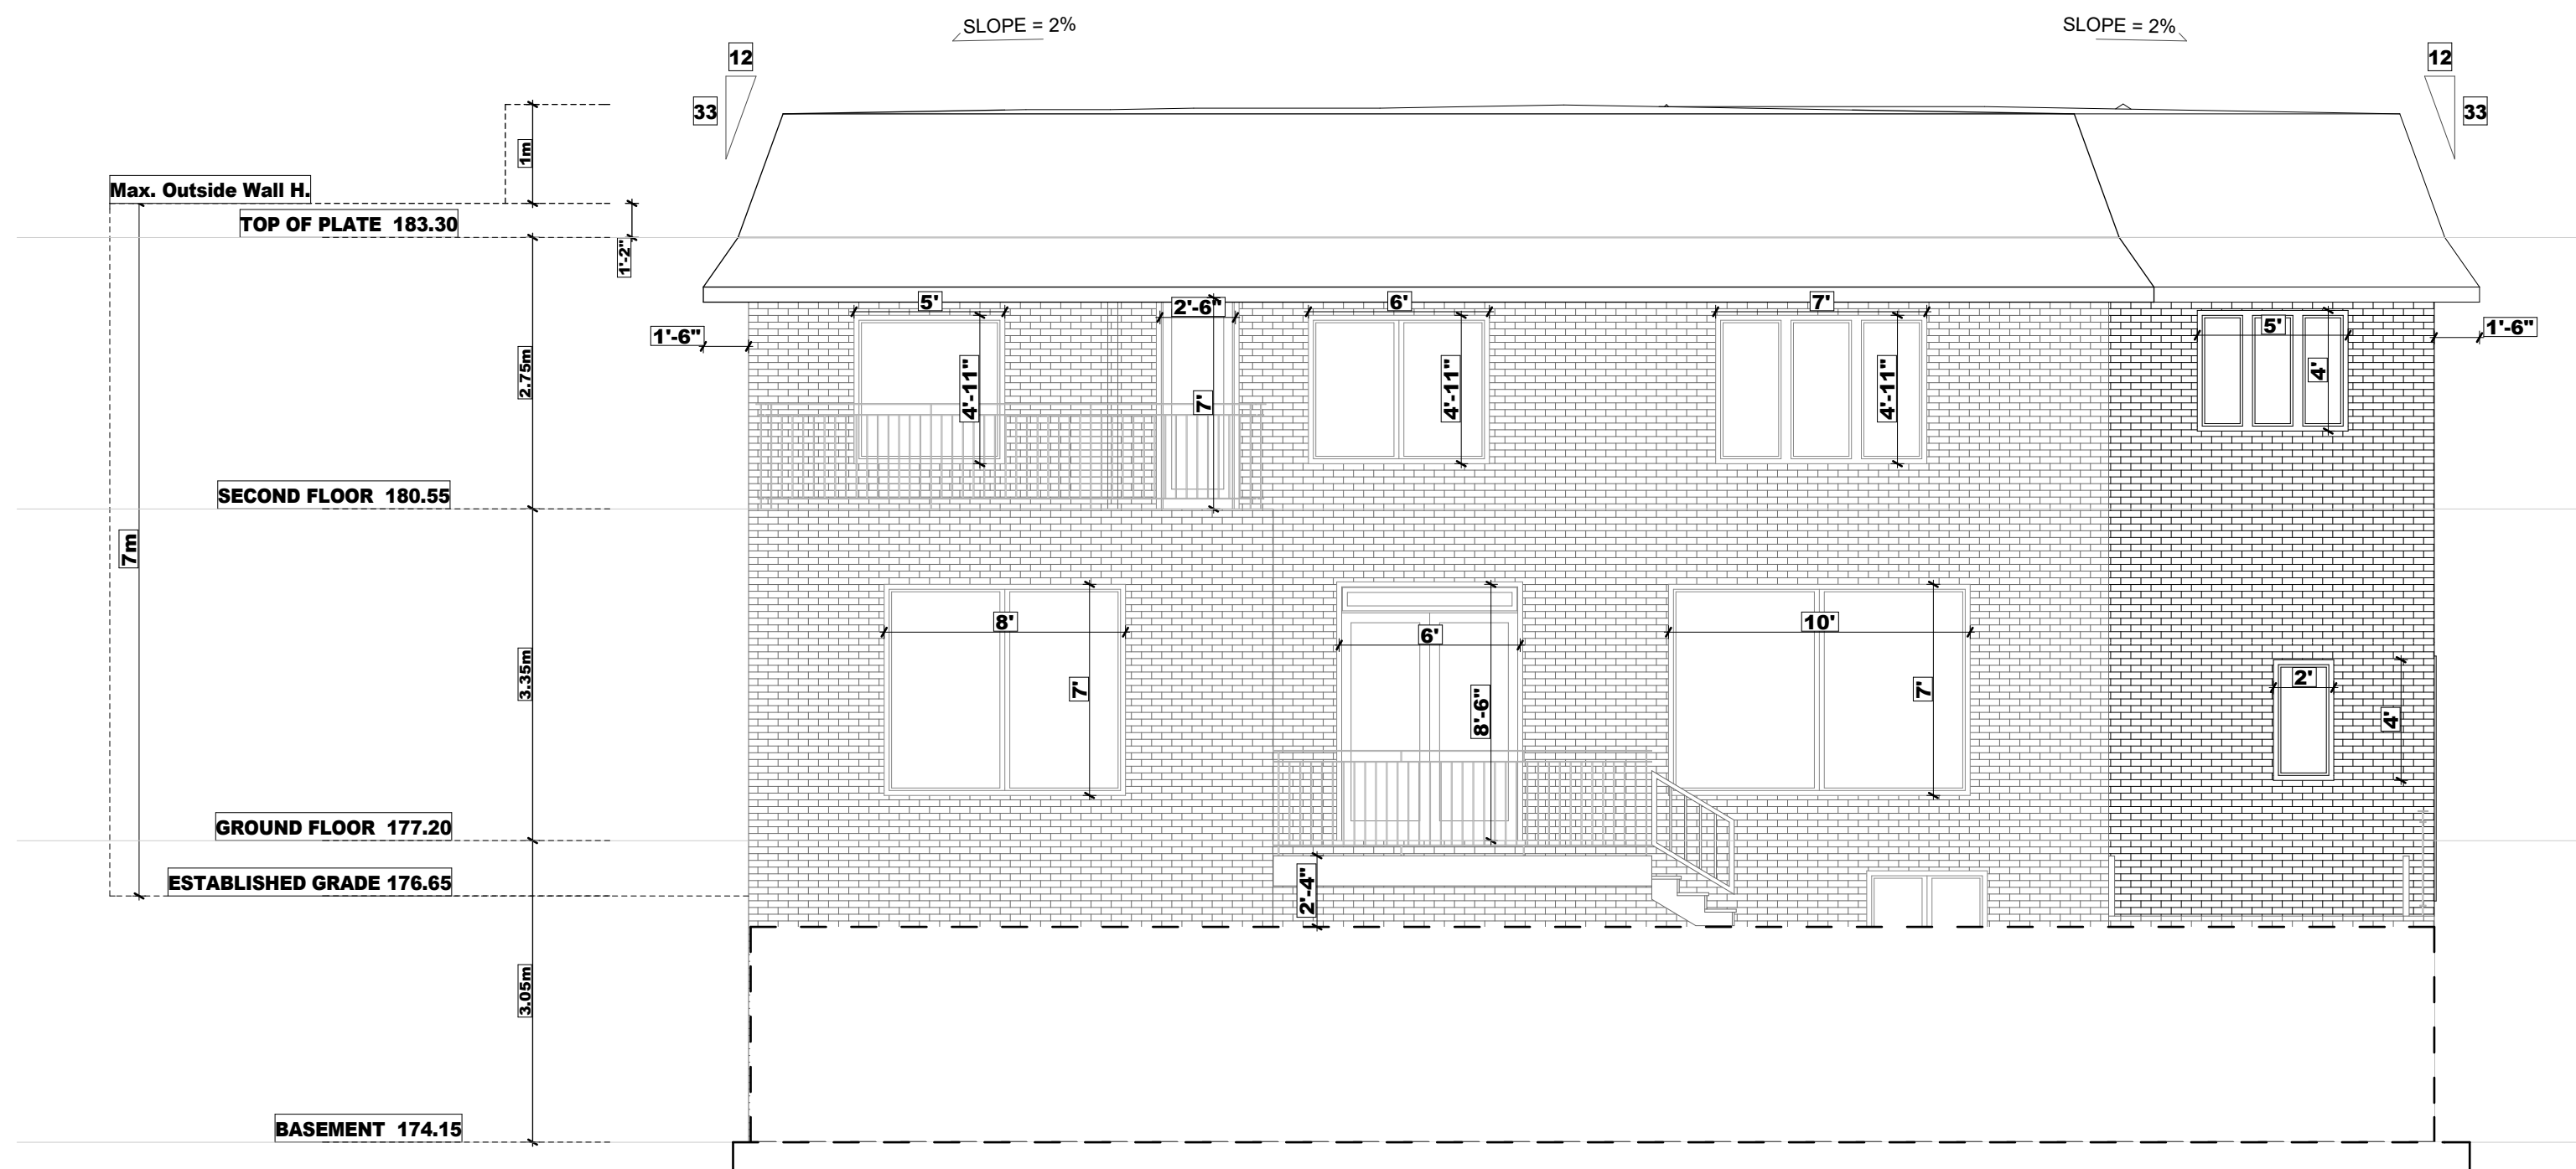 SLOPE = 2%
SLOPE = 2%
12
12
33
33
1m
Max. Outside Wall H.
TOP OF PLATE 183.30
1'-2"
5'
2'-6"
6'
7'
5'
1'-6"
1'-6"
2.75m
4'-11"
7'
4'-11"
4'-11"
4'
SECOND FLOOR 180.55
7m
8'
6'
10'
3.35m
7'
8'-6"
7'
2'
4'
GROUND FLOOR 177.20
ESTABLISHED GRADE 176.65
2'-4"
3.05m
BASEMENT 174.15